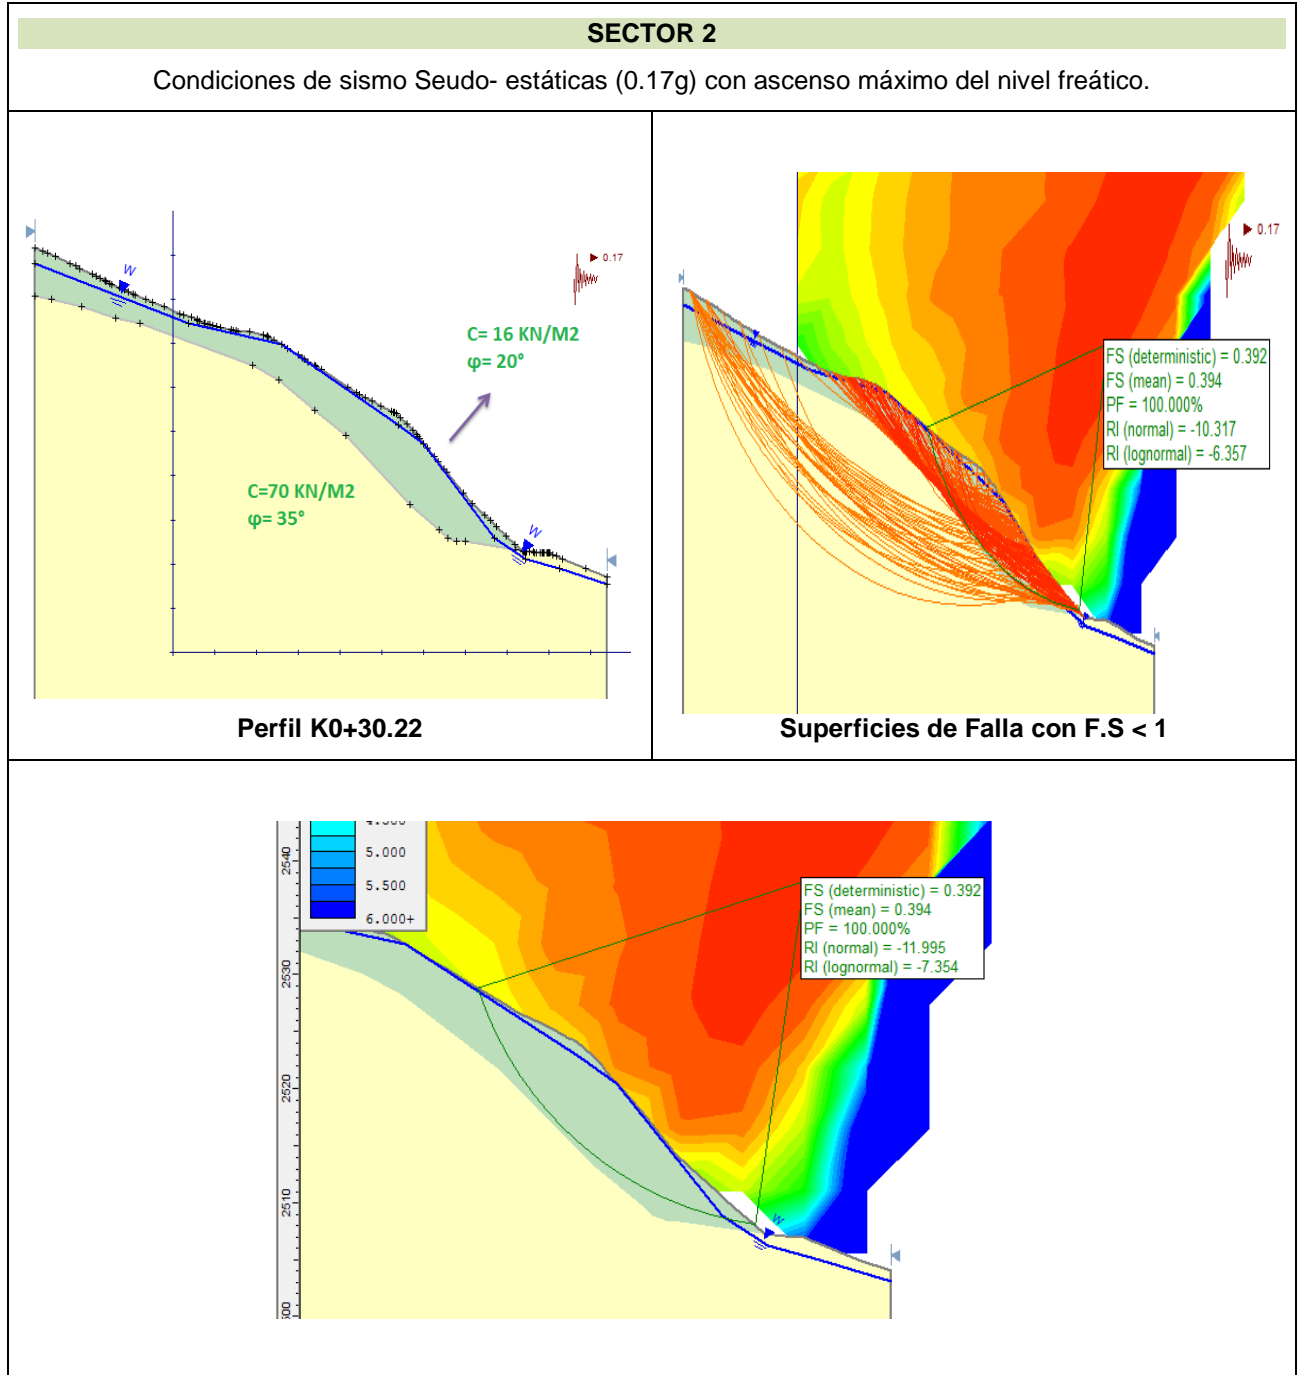 SECTOR 2
Condiciones de sismo Seudo- estáticas (0.17g) con ascenso máximo del nivel freático.
W
0.17
C= 16 KN/M2
φ= 20°
C=70 KN/M2
φ= 35°
W
Perfil K0+30.22
0.17
FS (deterministic) = 0.392
FS (mean) = 0.394
PF = 100.000%
RI (normal) = -10.317
RI (lognormal) = -6.357
Superficies de Falla con F.S < 1
5.000
5.500
6.000+
2540
2530
2520
2510
FS (deterministic) = 0.392
FS (mean) = 0.394
PF = 100.000%
RI (normal) = -11.995
RI (lognormal) = -7.354
W